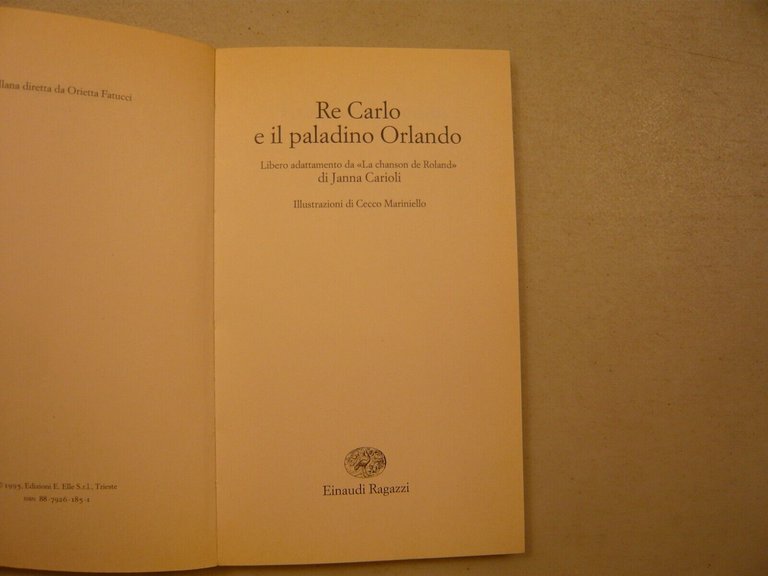 llana diretta da Orietta Fatucci
© 1995, Edizioni E. Elle S.r.l., Trieste
ISBN 88-7926-185-1
Re Carlo
e il paladino Orlando
Libero adattamento da «La chanson de Roland»
di Janna Carioli
Illustrazioni di Cecco Mariniello
Einaudi Ragazzi